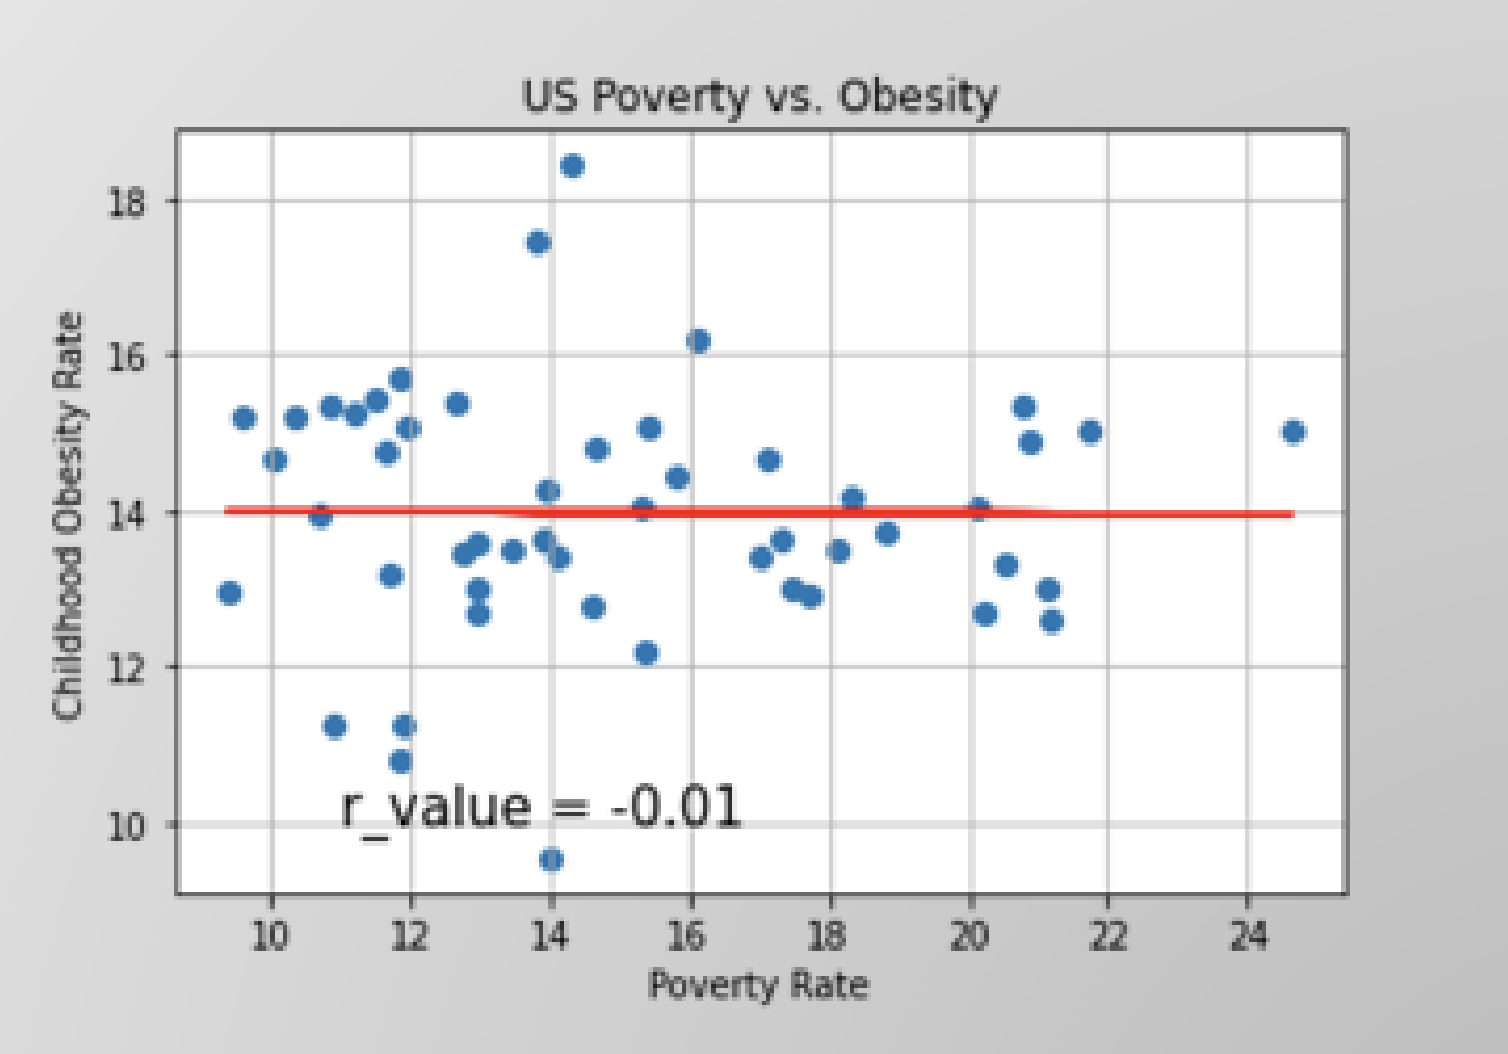 US Poverty vs. Obesity
18
16
14
12
10
Childhood Obesity Rate
r_value = -0.01
10 12 14 16 18 20 22 24
Poverty Rate